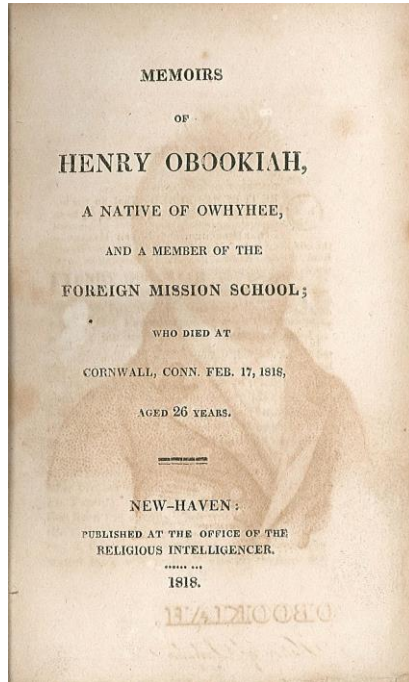 MEMOIRS
OF
HENRY OBOOKIAH,
A NATIVE OF OWHYHEE,
AND A MEMBER OF THE
FOREIGN MISSION SCHOOL;
WHO DIED AT
CORNWALL, CONN. FEB. 17, 1818,
AGED 26 YEARS.
NEW-HAVEN:
PUBLISHED AT THE OFFICE OF THE
RELIGIOUS INTELLIGENCER.
1818.
OBOOKIAH